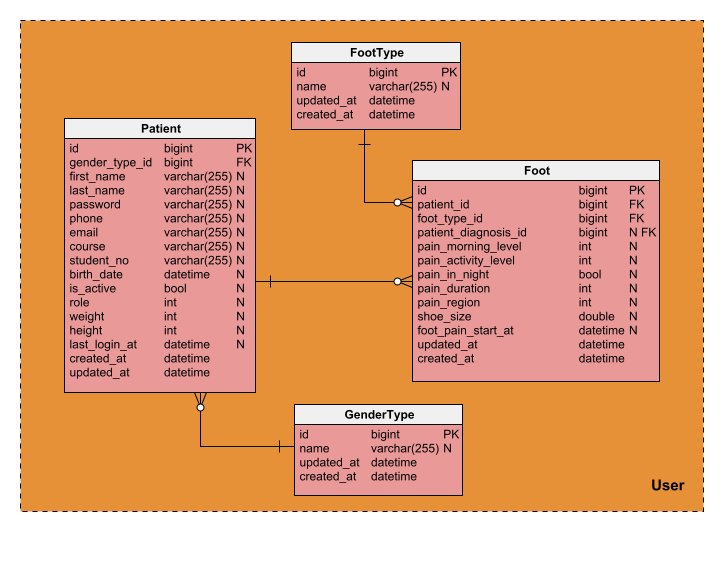 FootType
id bigint PK
name varchar(255) N
updated_at datetime
created_at datetime
Patient
id bigint PK
gender_type_id bigint FK
first_name varchar(255) N
last_name varchar(255) N
password varchar(255) N
phone varchar(255) N
email varchar(255) N
course varchar(255) N
student_no varchar(255) N
birth_date datetime N
is_active bool N
role int N
weight int N
height int N
last_login_at datetime N
created_at datetime
updated_at datetime
Foot
id bigint PK
patient_id bigint FK
foot_type_id bigint FK
patient_diagnosis_id bigint N FK
pain_morning_level int N
pain_activity_level int N
pain_in_night bool N
pain_duration int N
pain_region int N
shoe_size double N
foot_pain_start_at datetime N
updated_at datetime
created_at datetime
GenderType
id bigint PK
name varchar(255) N
updated_at datetime
created_at datetime
User